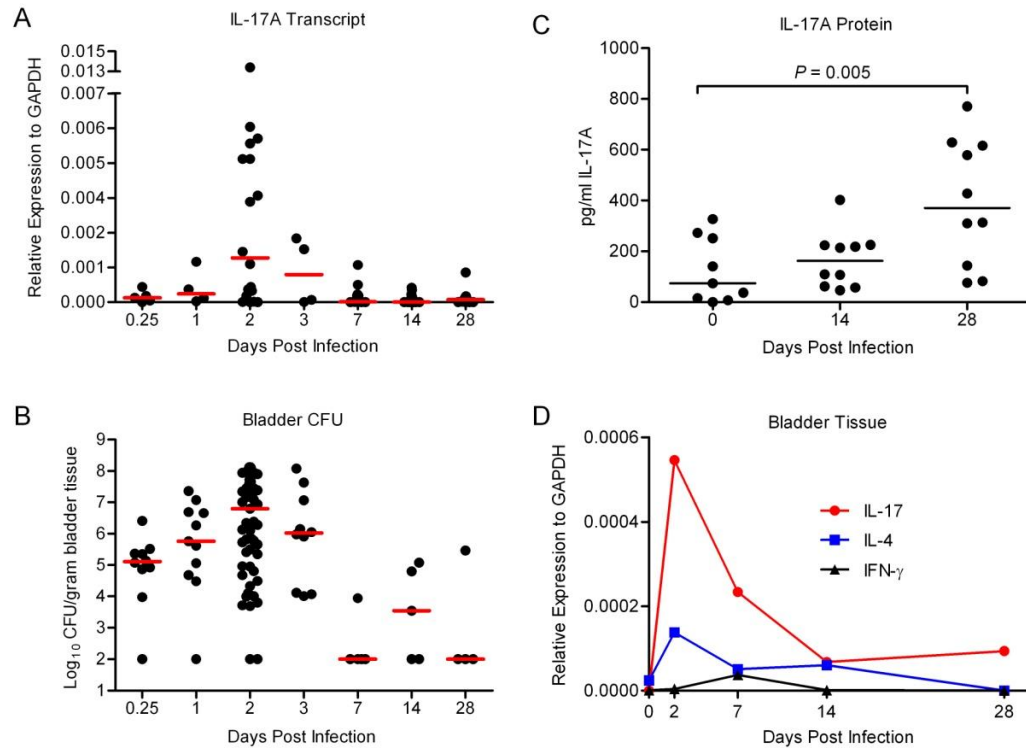 A
IL-17A Transcript
Relative Expression to GAPDH
0.015
0.013
0.007
0.006
0.005
0.004
0.002
0.001
0.000
0.25 1 2 3 7 14 28
Days Post Infection
B
Bladder CFU
Log10 CFU/gram bladder tissue
9
8
7
6
5
4
3
2
1
0.25 1 2 3 7 14 28
Days Post Infection
C
IL-17A Protein
pg/ml IL-17A
1000
800
600
400
200
0
P = 0.005
0 14 28
Days Post Infection
D
Bladder Tissue
Relative Expression to GAPDH
0.0006
0.0004
0.0002
0.0000
IL-17
IL-4
IFN-γ
0 2 7 14 28
Days Post Infection